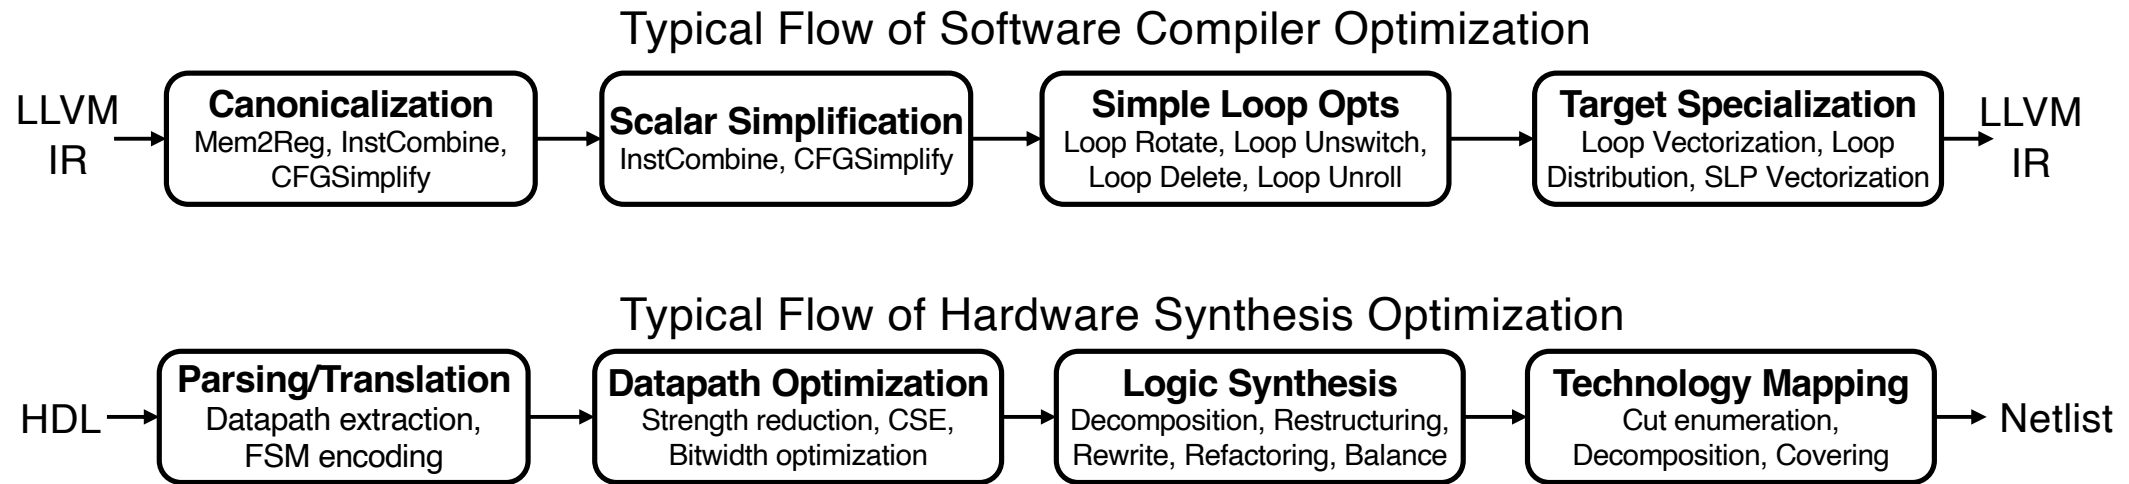 Typical Flow of Software Compiler Optimization
LLVM
IR
Canonicalization
Mem2Reg, InstCombine,
CFGSimplify
Scalar Simplification
InstCombine, CFGSimplify
Simple Loop Opts
Loop Rotate, Loop Unswitch,
Loop Delete, Loop Unroll
Target Specialization
Loop Vectorization, Loop
Distribution, SLP Vectorization
LLVM
IR
Typical Flow of Hardware Synthesis Optimization
HDL
Parsing/Translation
Datapath extraction,
FSM encoding
Datapath Optimization
Strength reduction, CSE,
Bitwidth optimization
Logic Synthesis
Decomposition, Restructuring,
Rewrite, Refactoring, Balance
Technology Mapping
Cut enumeration,
Decomposition, Covering
Netlist